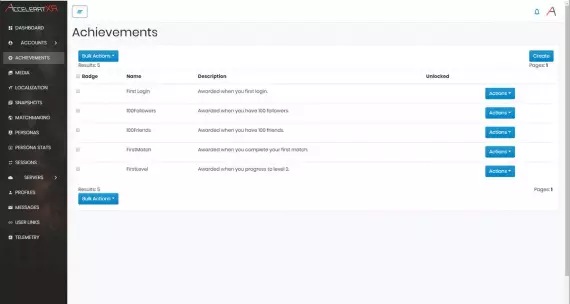 ACCELERATXR
DASHBOARD
ACCOUNTS
ACHIEVEMENTS
MEDIA
LOCALIZATION
SNAPSHOTS
MATCHMAKING
PERSONAS
PERSONA STATS
SESSIONS
SERVERS
PROFILES
MESSAGES
USER LINKS
TELEMETRY
Achievements
Bulk Actions Create
Results: 5 Pages: 1
Badge Name Description Unlocked
First Login Awarded when you first login. Actions
100Followers Awarded when you have 100 followers. Actions
100Friends Awarded when you have 100 friends. Actions
FirstMatch Awarded when you complete your first match. Actions
FirstLevel Awarded when you progress to level 2. Actions
Results: 5 Pages: 1
Bulk Actions